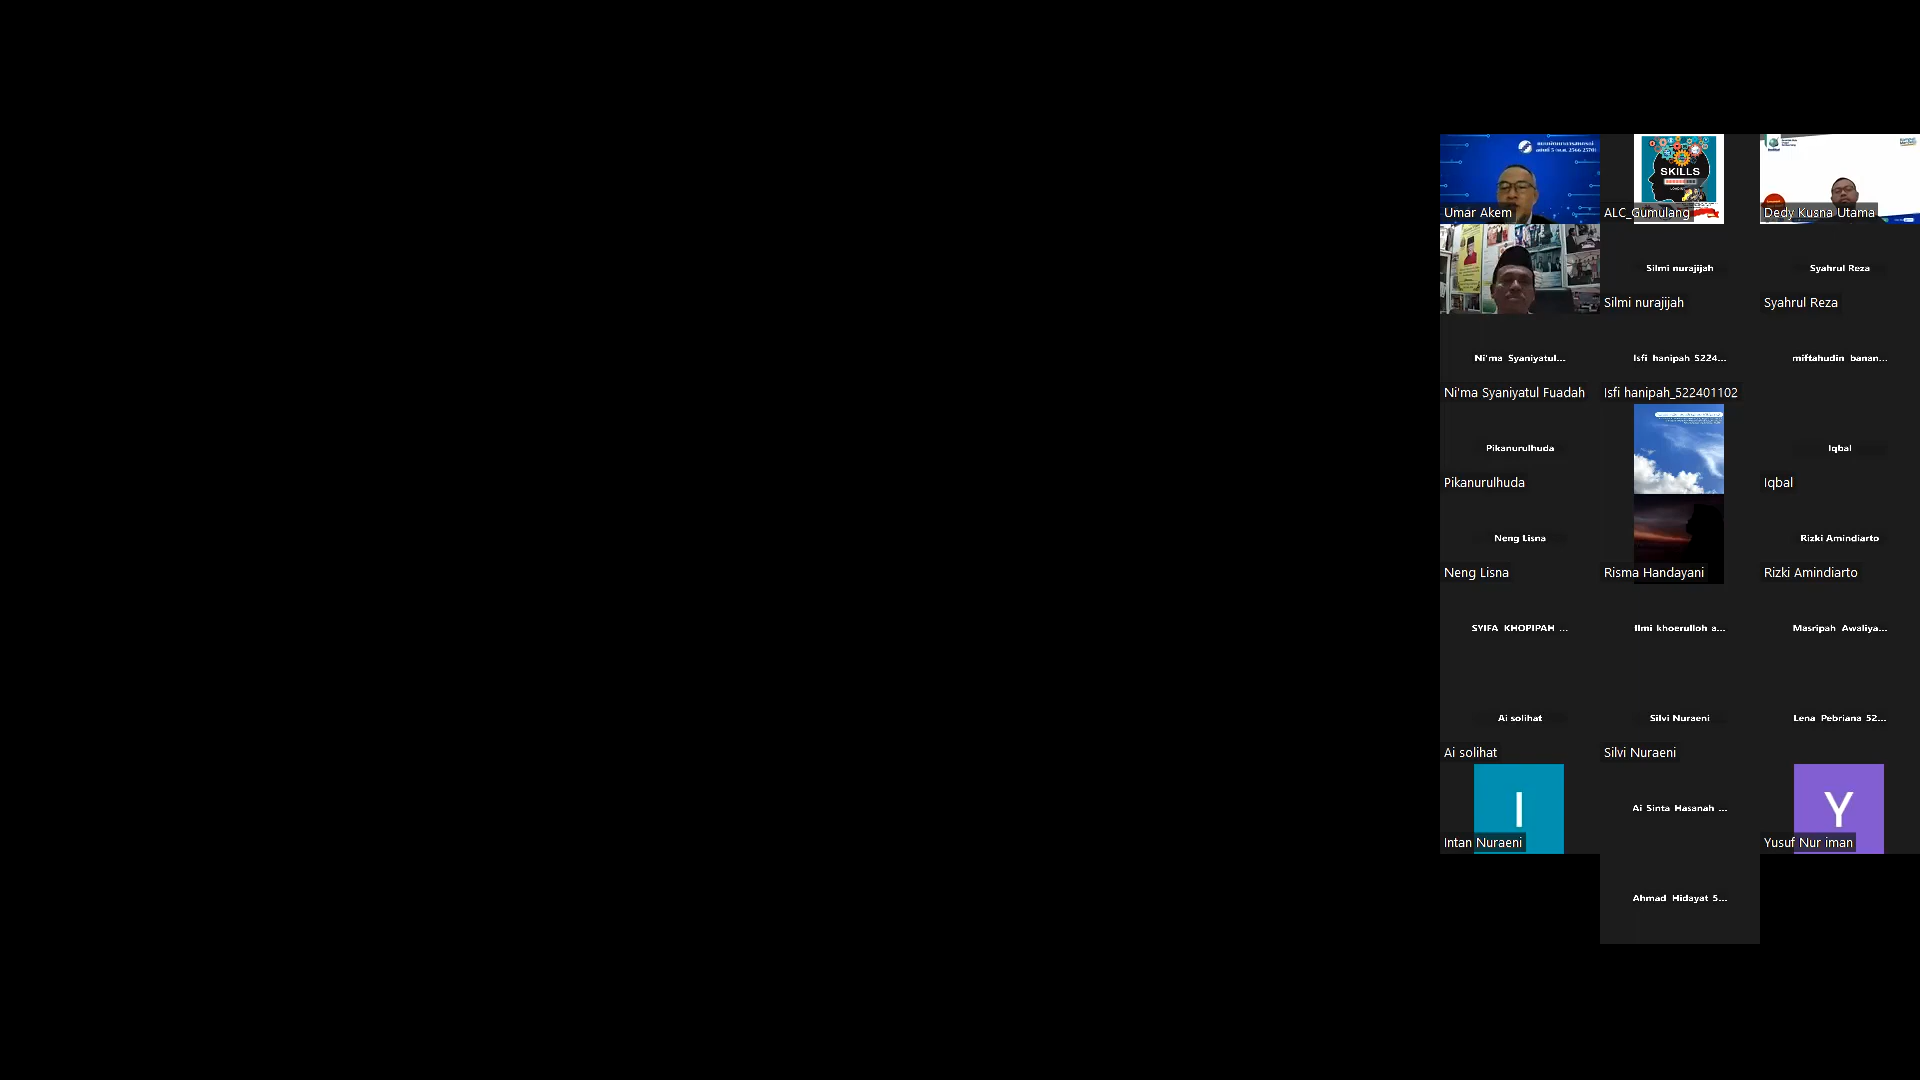 Umar Akem
SKILLS
ALC_Gumulang
Dedy Kusna Utama
Silmi nurajijah
Silmi nurajijah
Syahrul Reza
Syahrul Reza
Ni'ma Syaniyatul...
Ni'ma Syaniyatul Fuadah
Isfi hanipah 5224...
Isfi hanipah_522401102
miftahudin banan...
Pikanurulhuda
Pikanurulhuda
Iqbal
Iqbal
Neng Lisna
Neng Lisna
Risma Handayani
Rizki Amindiarto
Rizki Amindiarto
SYIFA KHOPIPAH ...
Ilmi khoerulloh a...
Masripah Awaliya...
Ai solihat
Ai solihat
Silvi Nuraeni
Silvi Nuraeni
Lena Pebriana 52...
I
Intan Nuraeni
Ai Sinta Hasanah ...
Y
Yusuf Nur iman
Ahmad Hidayat 5...